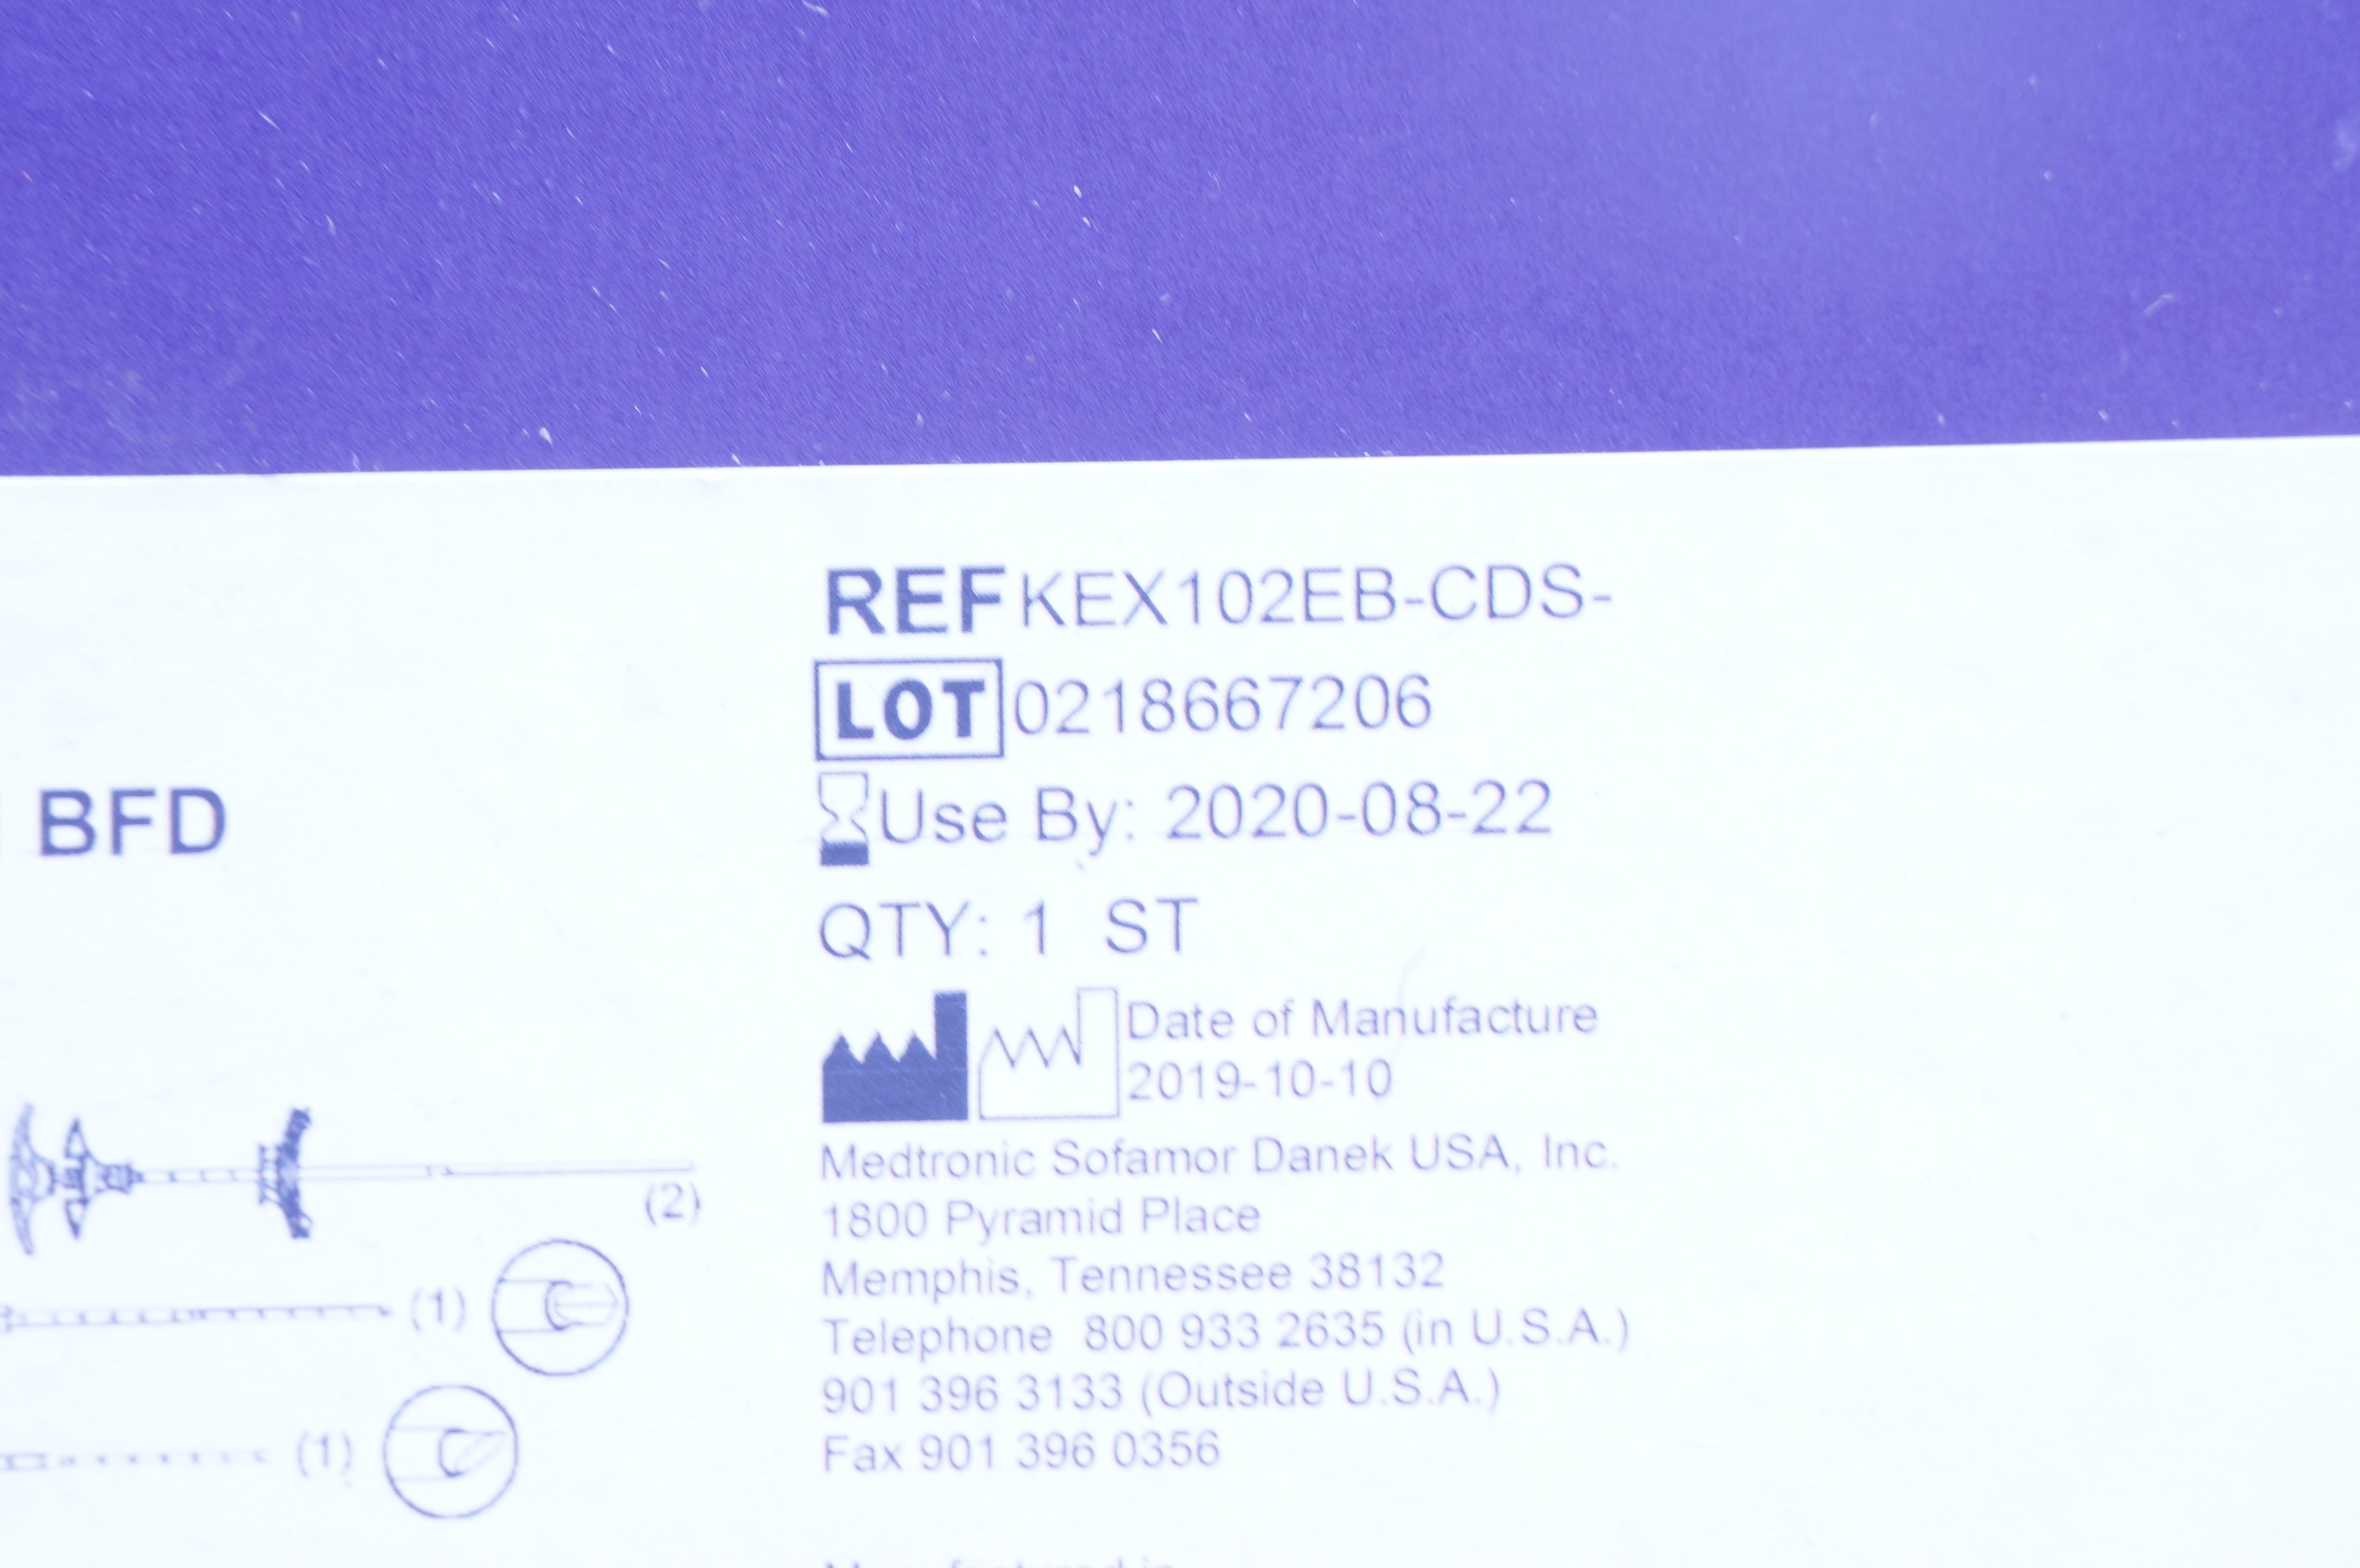 REF KEX102EB-CDS-
LOT 0218667206
Use By: 2020-08-22
BFD
QTY: 1 ST
Date of Manufacture
2019-10-10
Medtronic Sofamor Danek USA, Inc.
(2)
1800 Pyramid Place
Memphis, Tennessee 38132
(1)
Telephone 800 933 2635 (in U.S.A.)
901 396 3133 (Outside U.S.A.)
(1)
Fax 901 396 0356